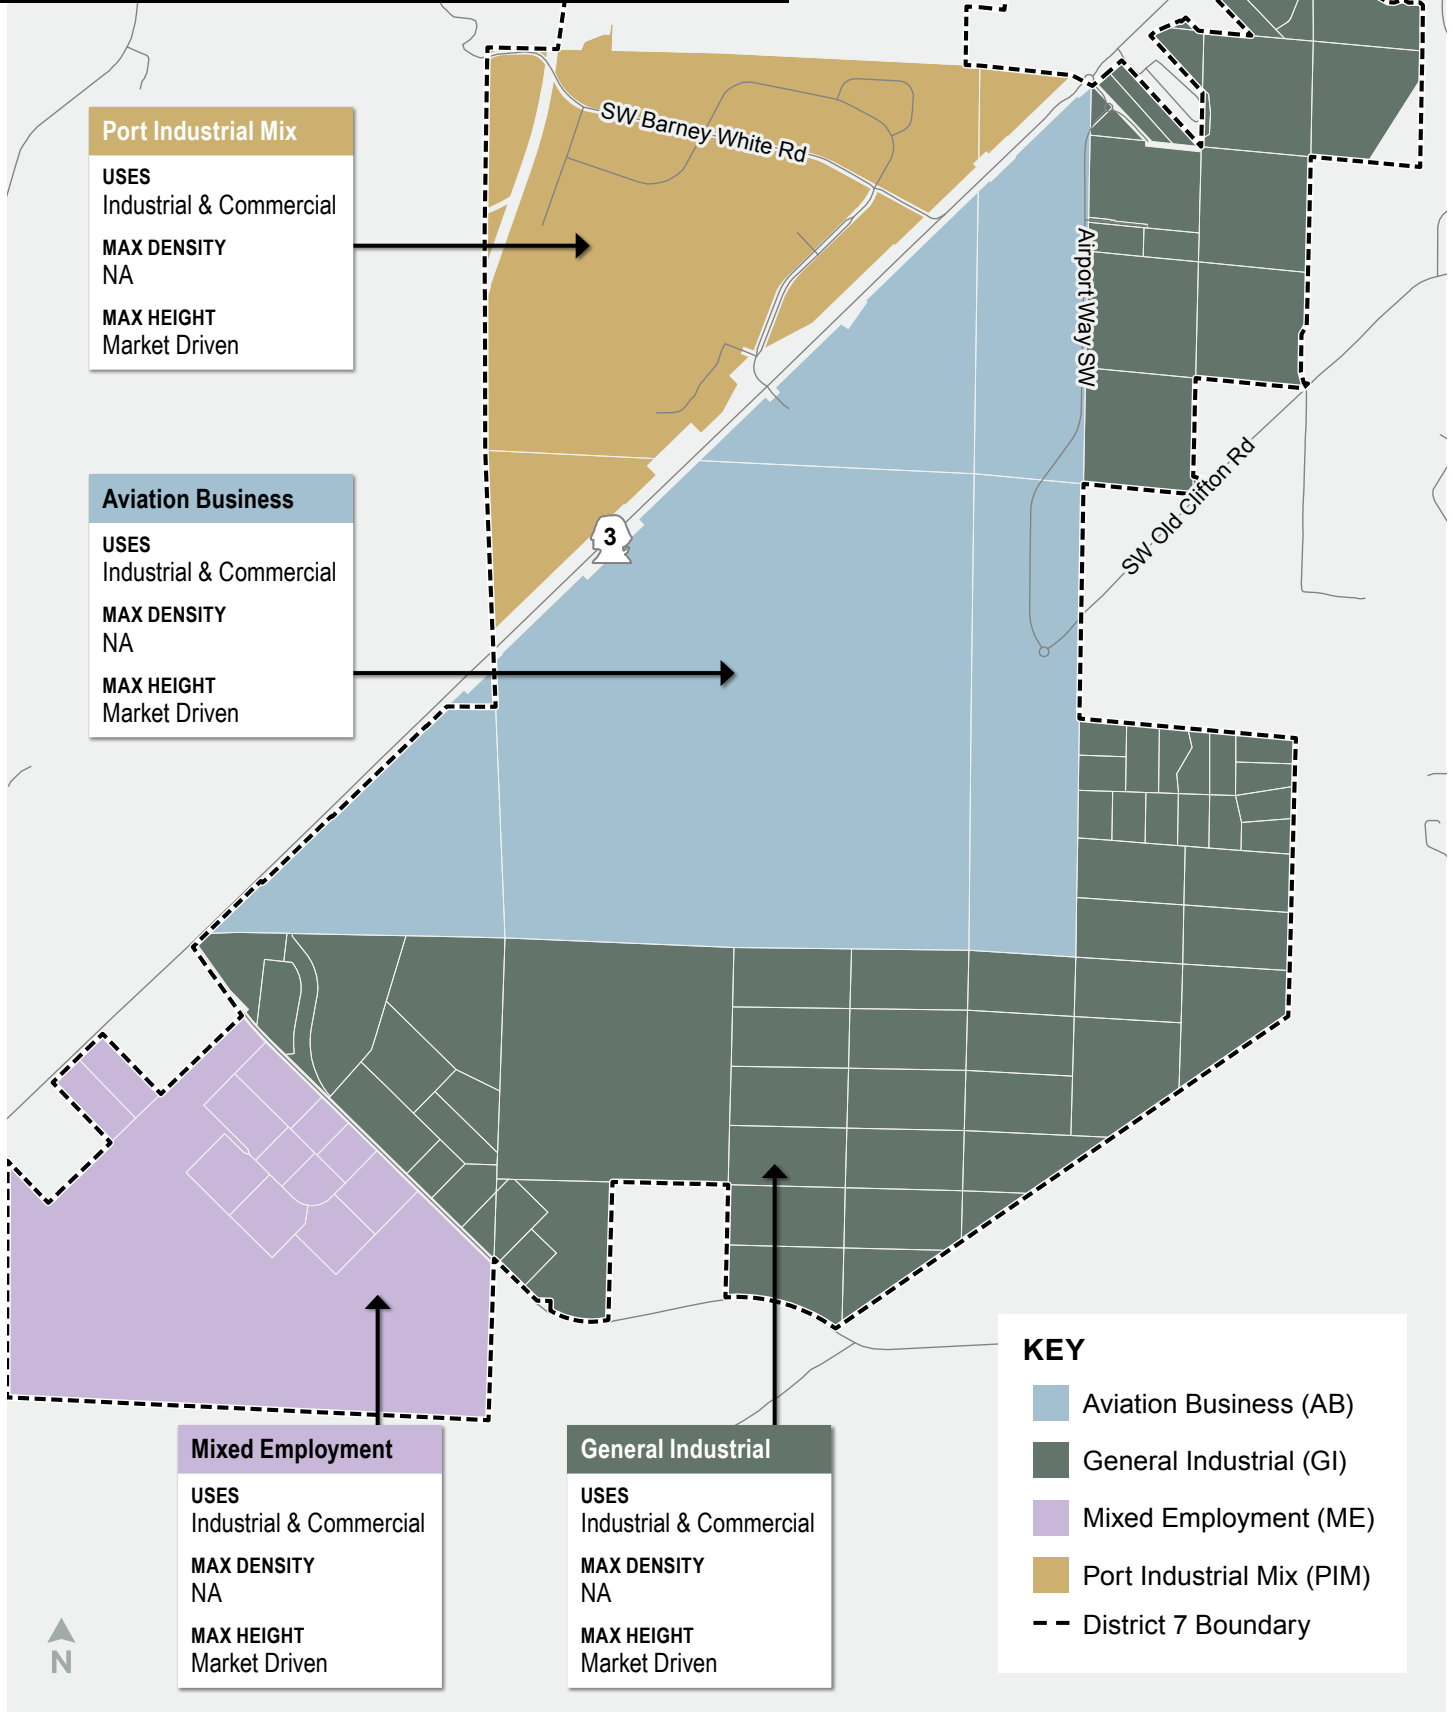 SW Barney White Rd
Port Industrial Mix
USES
Industrial & Commercial
MAX DENSITY
NA
MAX HEIGHT
Market Driven
Airport Way SW
SW Old Clifton Rd
Aviation Business
USES
Industrial & Commercial
MAX DENSITY
NA
MAX HEIGHT
Market Driven
3
Mixed Employment
USES
Industrial & Commercial
MAX DENSITY
NA
MAX HEIGHT
Market Driven
General Industrial
USES
Industrial & Commercial
MAX DENSITY
NA
MAX HEIGHT
Market Driven
KEY
Aviation Business (AB)
General Industrial (GI)
Mixed Employment (ME)
Port Industrial Mix (PIM)
District 7 Boundary
N